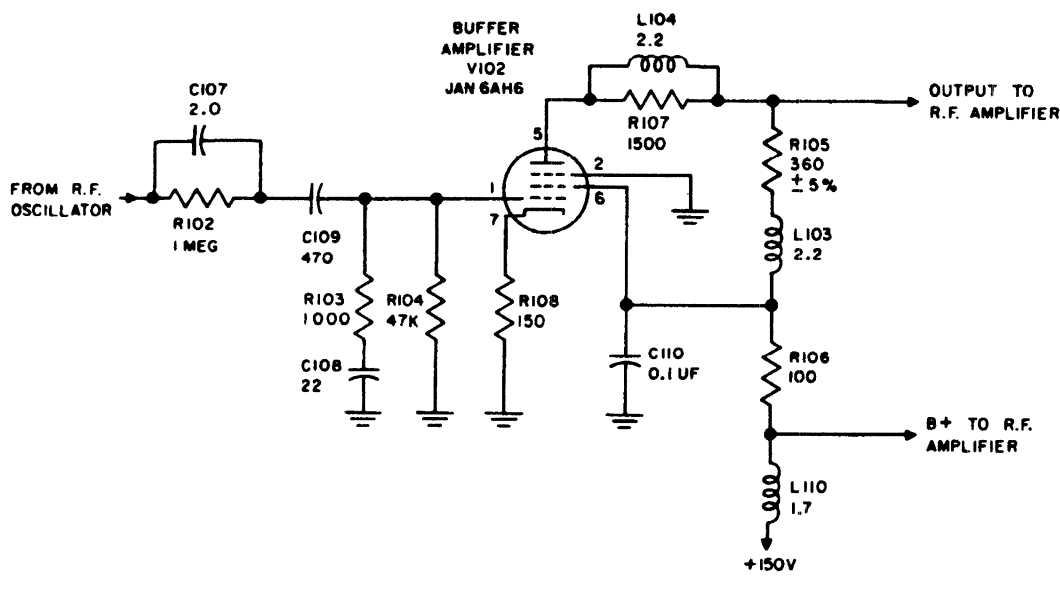 L104
2.2
BUFFER
AMPLIFIER
V102
JAN 6AH6
C107
2.0
OUTPUT TO
R.F. AMPLIFIER
R107
1500
5
R105
360
± 5%
2
FROM R.F.
OSCILLATOR
1
6
7
R102
1 MEG
C109
470
L103
2.2
R103
1000
R104
47K
R108
150
C110
0.1 UF
R106
100
C108
22
B+ TO R.F.
AMPLIFIER
L110
1.7
+150V